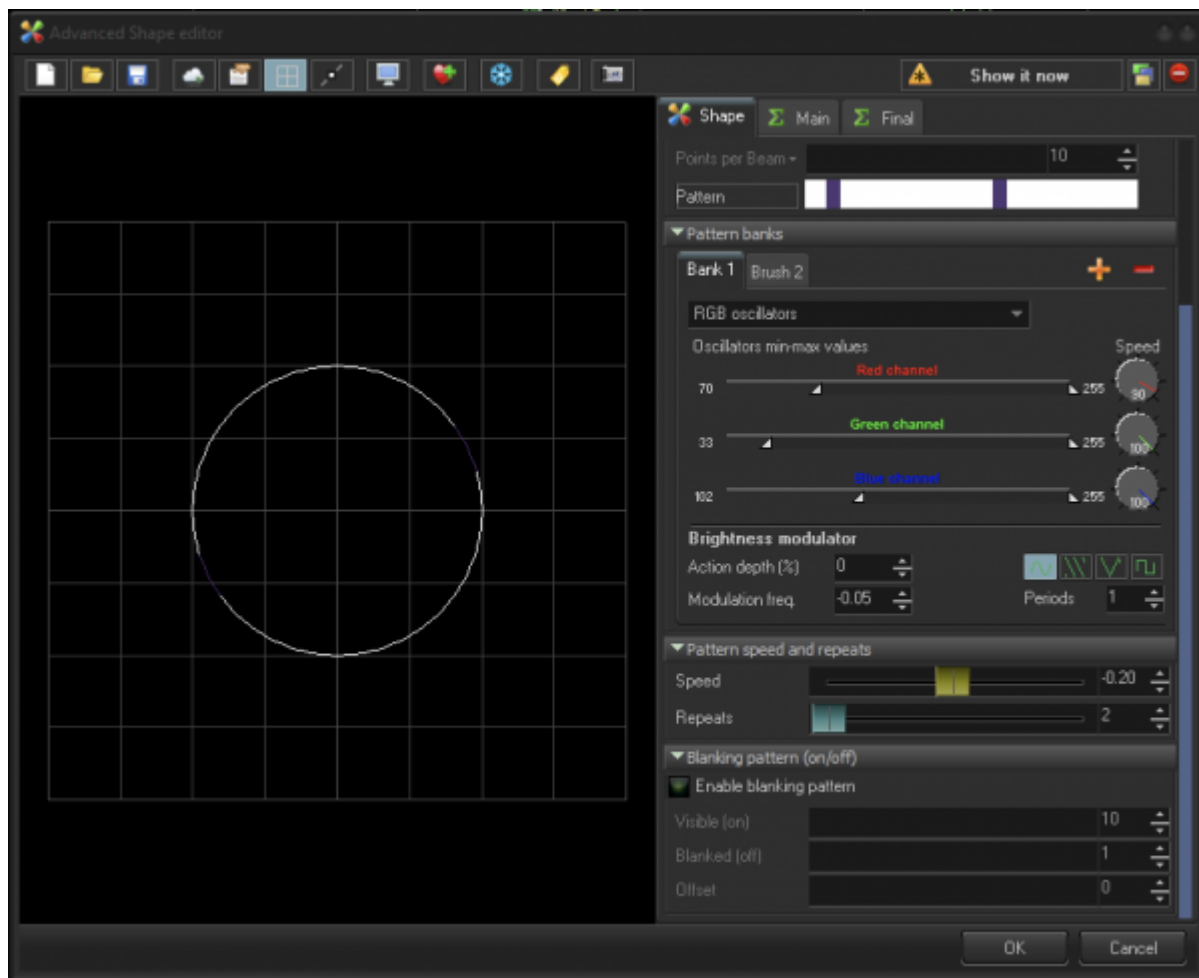 Advanced Shape editor
Show it now
Shape Main Final
Points per Beam 10
Pattern
Pattern banks
Bank 1 Brush 2
RGB oscillators
Oscillators min-max values Speed
Red channel
70 255 90
Green channel
33 255 100
Blue channel
102 255 100
Brightness modulator
Action depth (%) 0
Modulation freq. -0.05 Periods 1
Pattern speed and repeats
Speed -0.20
Repeats 2
Blanking pattern (on/off)
Enable blanking pattern
Visible (on) 10
Blanked (off) 1
Offset 0
OK Cancel